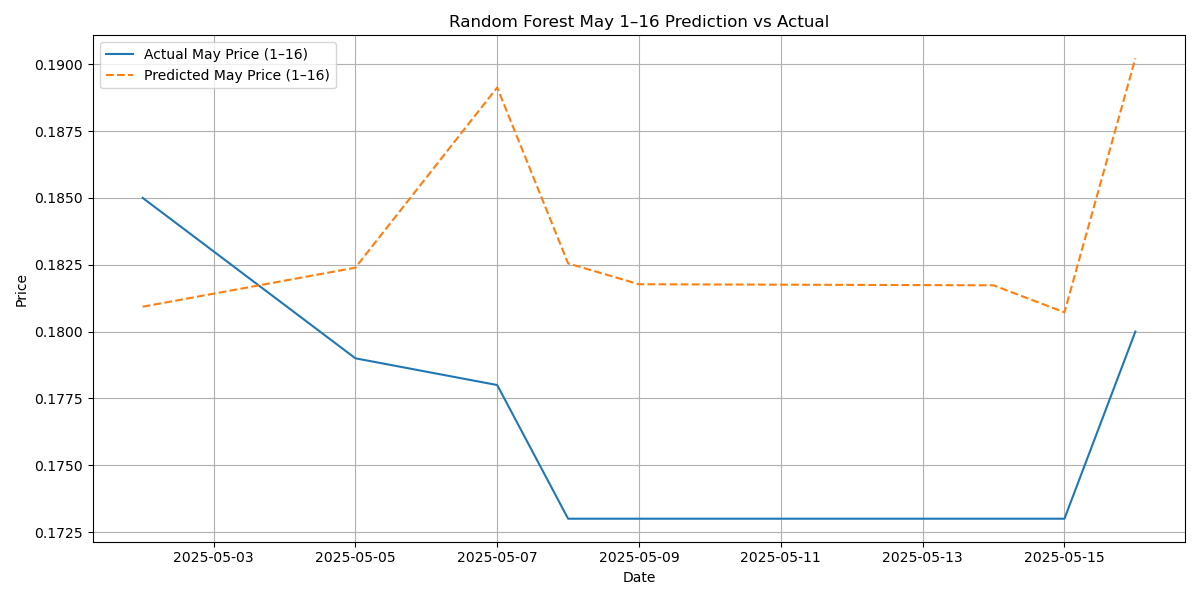 Random Forest May 1–16 Prediction vs Actual
Actual May Price (1–16)
Predicted May Price (1–16)
0.1900
0.1875
0.1850
0.1825
0.1800
0.1775
0.1750
0.1725
Price
2025-05-03 2025-05-05 2025-05-07 2025-05-09 2025-05-11 2025-05-13 2025-05-15
Date